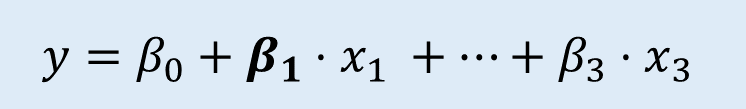 y = β₀ + β₁ · x₁ + ⋯ + β₃ · x₃